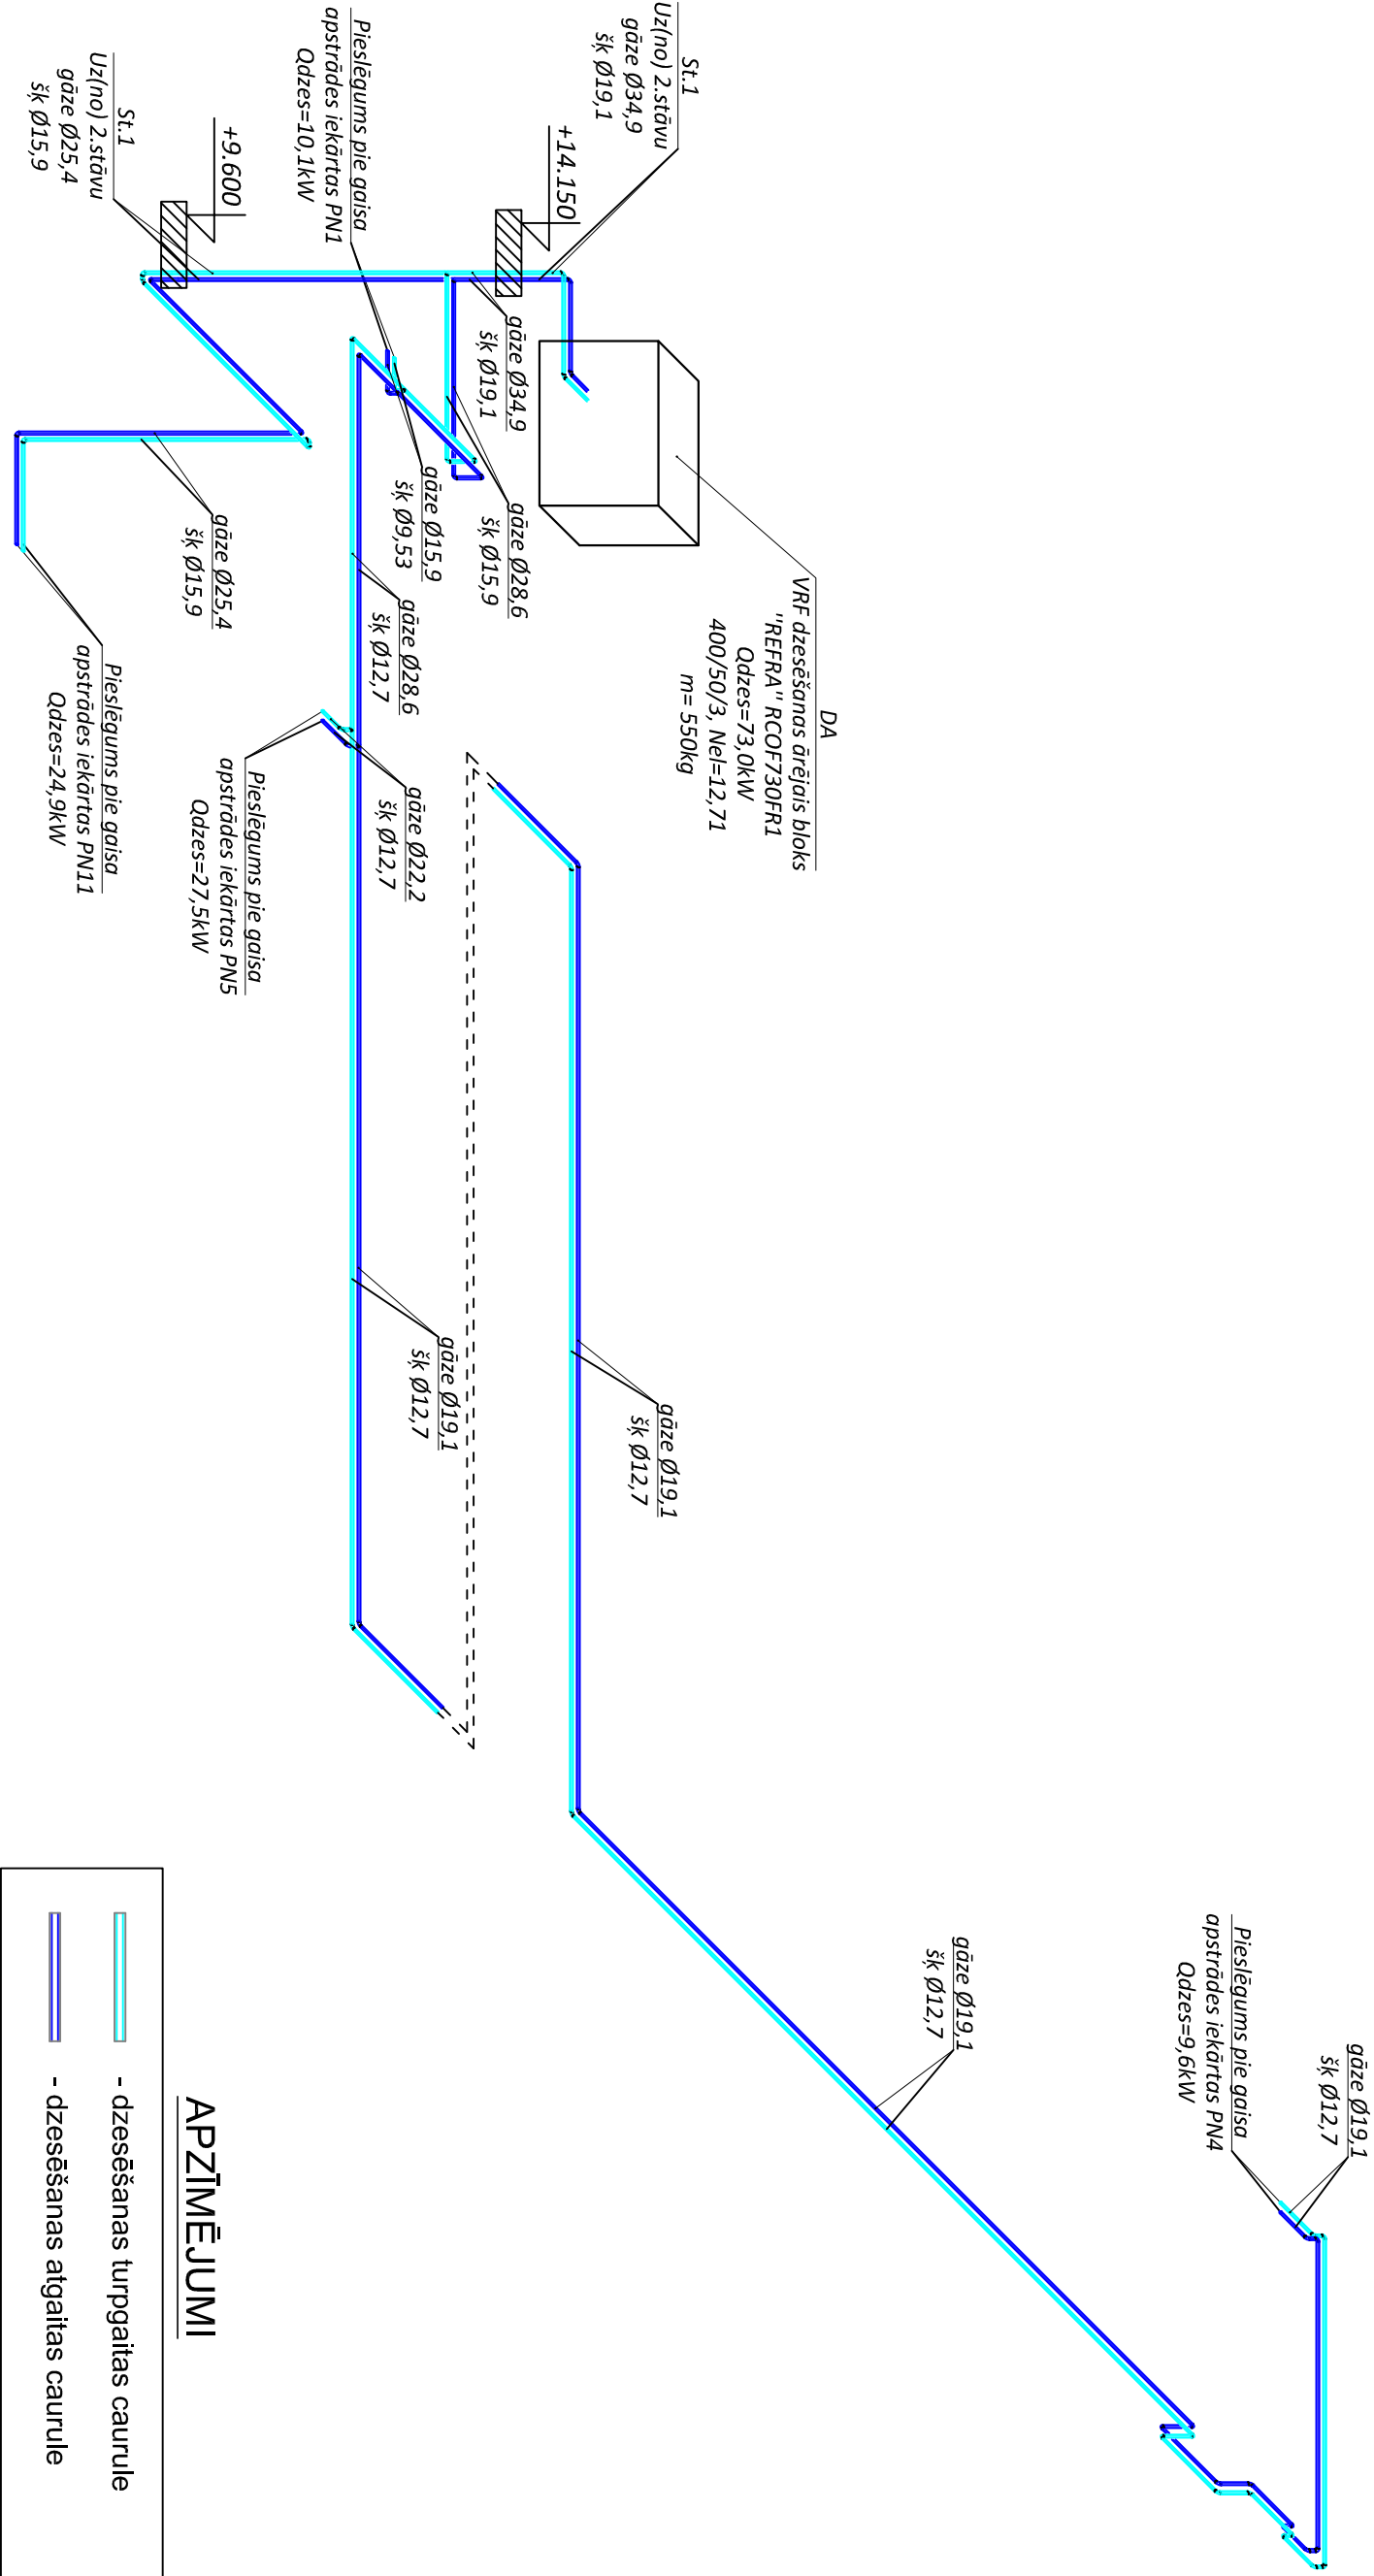 gāze Ø19,1
šķ Ø12,7
Pieslēgums pie gaisa
apstrādes iekārtas PN4
Qdzes=9,6kW
gāze Ø19,1
šķ Ø12,7
DA
VRF dzesēšanas ārējais bloks
"REFRA" RCOF730FR1
Qdzes=73,0kW
400/50/3, Nel=12,71
m= 550kg
St.1
Uz(no) 2.stāvu
gāze Ø34,9
šķ Ø19,1
gāze Ø19,1
šķ Ø12,7
+14.150
gāze Ø34,9
šķ Ø19,1
gāze Ø28,6
šķ Ø15,9
gāze Ø19,1
šķ Ø12,7
gāze Ø15,9
šķ Ø9,53
gāze Ø28,6
šķ Ø12,7
gāze Ø22,2
šķ Ø12,7
Pieslēgums pie gaisa
apstrādes iekārtas PN1
Qdzes=10,1kW
Pieslēgums pie gaisa
apstrādes iekārtas PN5
Qdzes=27,5kW
+9.600
gāze Ø25,4
šķ Ø15,9
St.1
Uz(no) 2.stāvu
gāze Ø25,4
šķ Ø15,9
Pieslēgums pie gaisa
apstrādes iekārtas PN11
Qdzes=24,9kW
APZĪMĒJUMI
- dzesēšanas turpgaitas caurule
- dzesēšanas atgaitas caurule